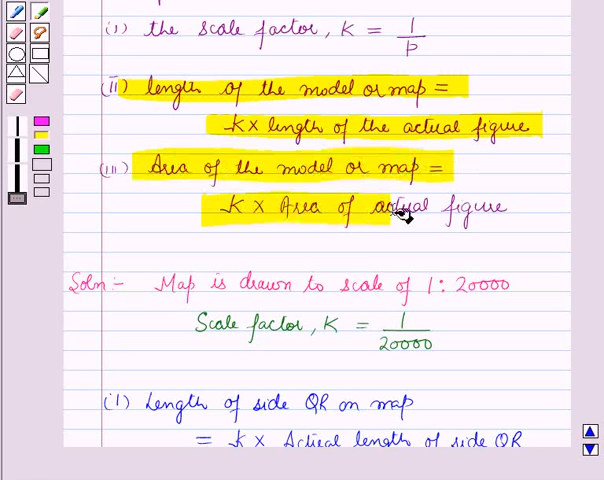 (i) the scale factor, K = 1/p
(ii) length of the model or map =
K × length of the actual figure
(iii) Area of the model or map =
K × Area of actual figure
Soln:- Map is drawn to scale of 1: 20000
Scale factor, K = 1/20000
(i) Length of side QR on map
= K × Actual length of side QR